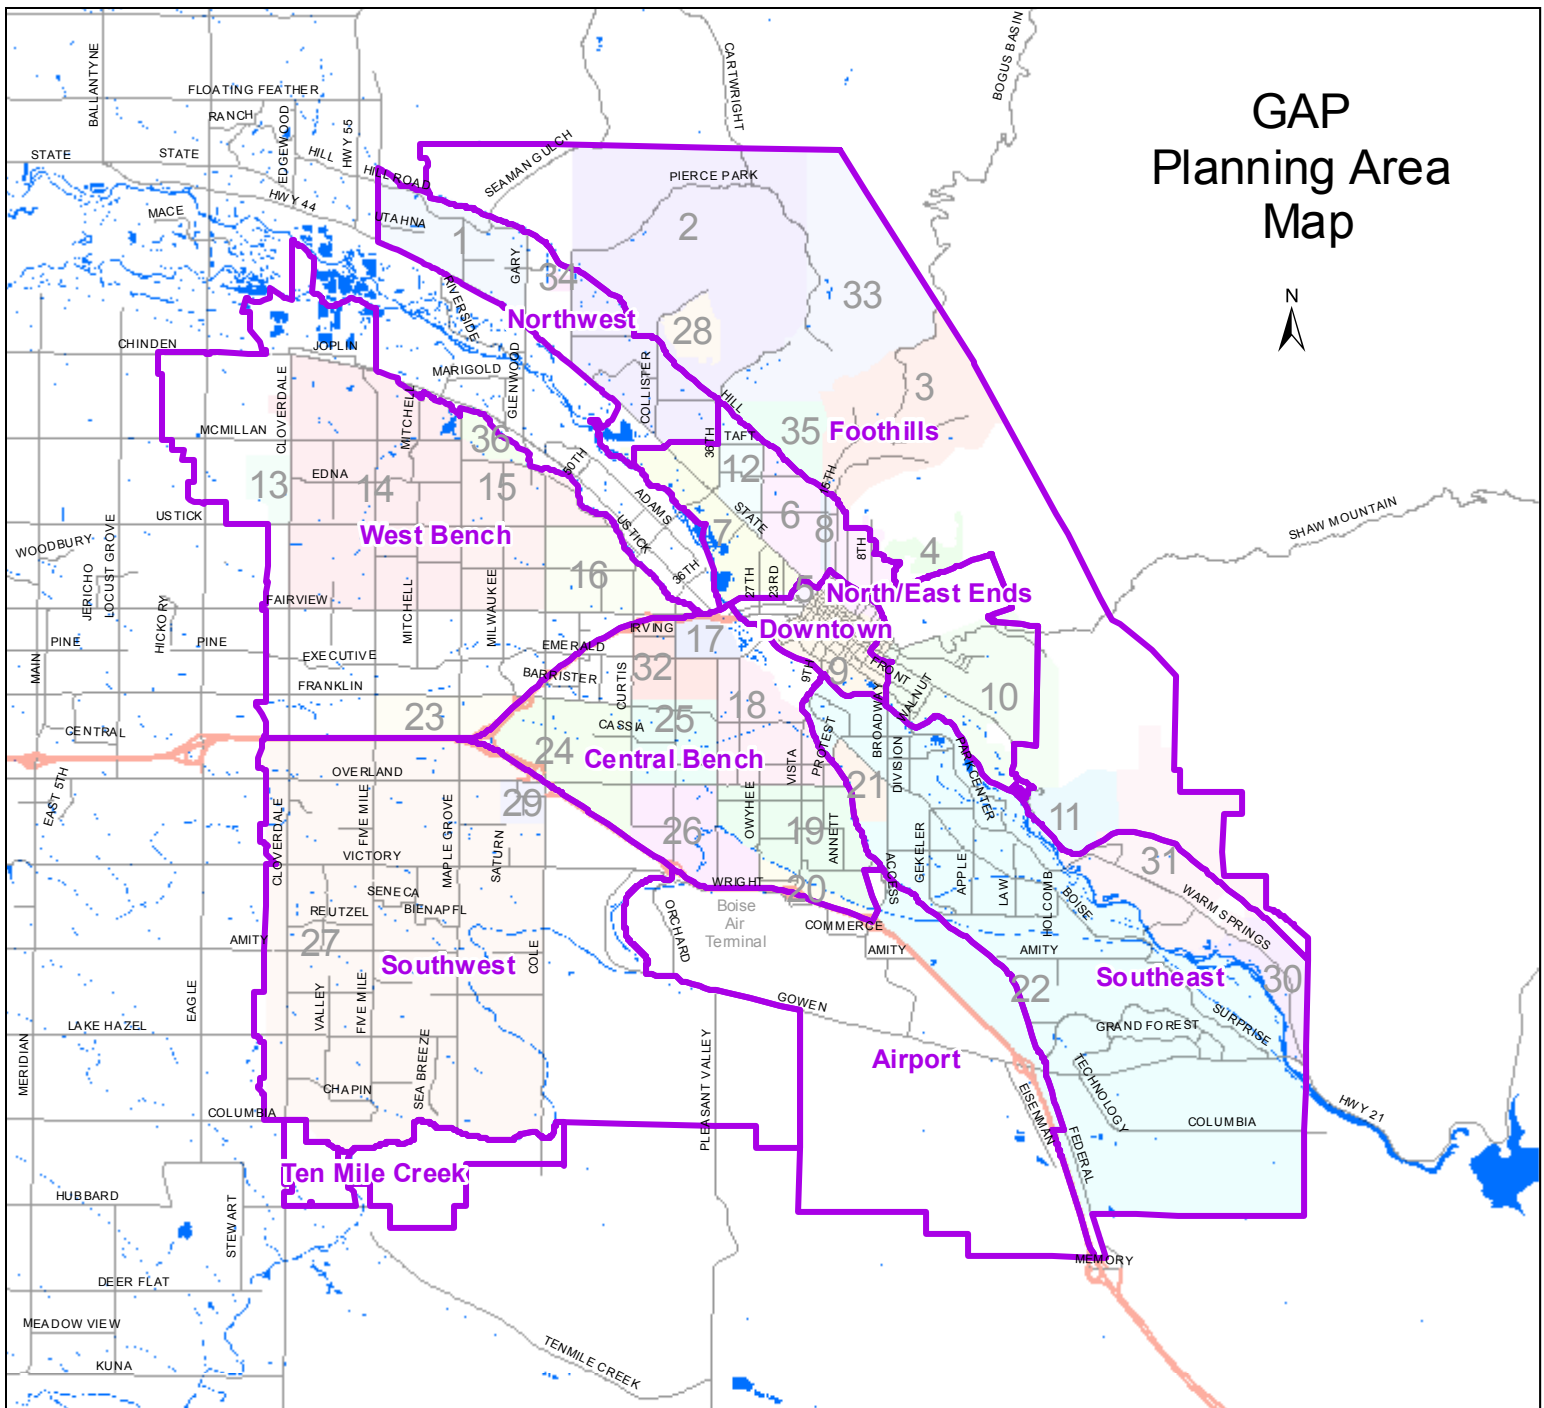 GAP
Planning Area
Map
N
BALLANTYNE
FLOATING FEATHER
RANCH
EDGEWOOD
HWY 55
CARTWRIGHT
BOGUS BASIN
STATE
STATE
HILL
HILL ROAD
SEAMAN GULCH
PIERCE PARK
HWY 44
MACE
UTAHNA
1
GARY
34
2
33
RIVERSIDE
Northwest
28
CHINDEN
JOPLIN
MARIGOLD
GLENWOOD
COLLISTER
3
CLOVERDALE
MCMILLAN
MITCHELL
36
HILL
36TH
TAFT
35
Foothills
13
EDNA
14
15
50TH
12
15TH
ADAMS
STATE
6
8
USTICK
West Bench
USTICK
7
8TH
4
SHAW MOUNTAIN
WOODBURY
JERICHO
LOCUST GROVE
HICKORY
FAIRVIEW
MITCHELL
MILWAUKEE
16
36TH
27TH
23RD
5
North/East Ends
PINE
PINE
EXECUTIVE
EMERALD
IRVING
17
Downtown
MAIN
FRANKLIN
BARRISTER
CURTIS
32
9TH
9
FRONT
WALNUT
10
23
CASSIA
25
18
CENTRAL
24
Central Bench
VISTA
PROTEST
BROADWAY
DIVISION
PARKCENTER
EAST 5TH
OVERLAND
29
21
11
CLOVERDALE
FIVE MILE
MAPLE GROVE
SATURN
26
OWYHEE
19
ANNETT
GEKELER
VICTORY
APPLE
LAW
HOLCOMB
BOISE
31
WRIGHT
20
ACCESS
WARM SPRINGS
SENECA
REUTZEL
BIENAPFL
ORCHARD
Boise
Air
Terminal
COMMERCE
AMITY
27
AMITY
AMITY
Southwest
COLE
Southeast
30
22
EAGLE
VALLEY
FIVE MILE
GOWEN
LAKE HAZEL
GRAND FOREST
SURPRISE
MERIDIAN
SEA BREEZE
PLEASANT VALLEY
Airport
TECHNOLOGY
CHAPIN
EISENMAN
HWY 21
COLUMBIA
FEDERAL
COLUMBIA
Ten Mile Creek
HUBBARD
STEWART
MEMORY
DEER FLAT
MEADOW VIEW
TENMILE CREEK
KUNA